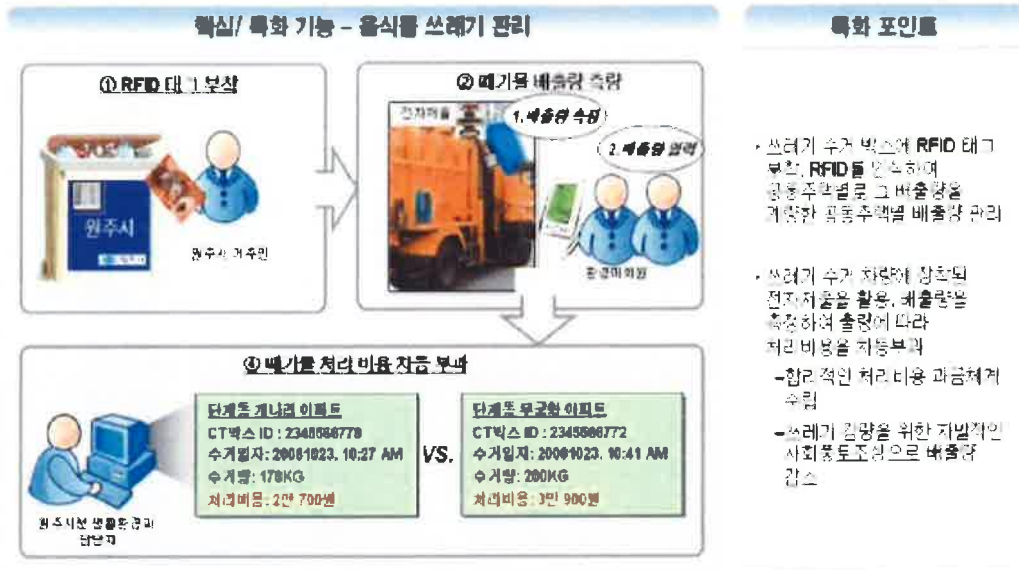 핵심/ 특화 기능 – 음식물 쓰레기 관리
특화 포인트
① RFID 태그 부착
원주시
원주시 거주민
② 폐기물 배출량 측량
전자저울
1. 배출량 측정
2. 배출량 입력
환경미화원
④ 폐기물 처리 비용 차등 부과
원주시청 생활환경과
담당자
단계동 개나리 아파트
CT박스 ID : 2345566778
수거일자: 20081023, 10:27 AM
수거량: 178KG
처리비용: 2만 700원
VS.
단계동 무궁화 아파트
CT박스 ID : 2345566772
수거일자: 20081023, 10:41 AM
수거량: 260KG
처리비용: 3만 900원
쓰레기 수거 박스에 RFID 태그
부착, RFID를 인식하여
공동주택별로 그 배출량을
계량한 공동주택별 배출량 관리
쓰레기 수거 차량에 장착된
전자저울을 활용, 배출량을
측정하여 출량에 따라
처리비용을 차등부과
–합리적인 처리비용 과금체계
수립
–쓰레기 감량을 위한 자발적인
사회풍토조성으로 배출량
감소